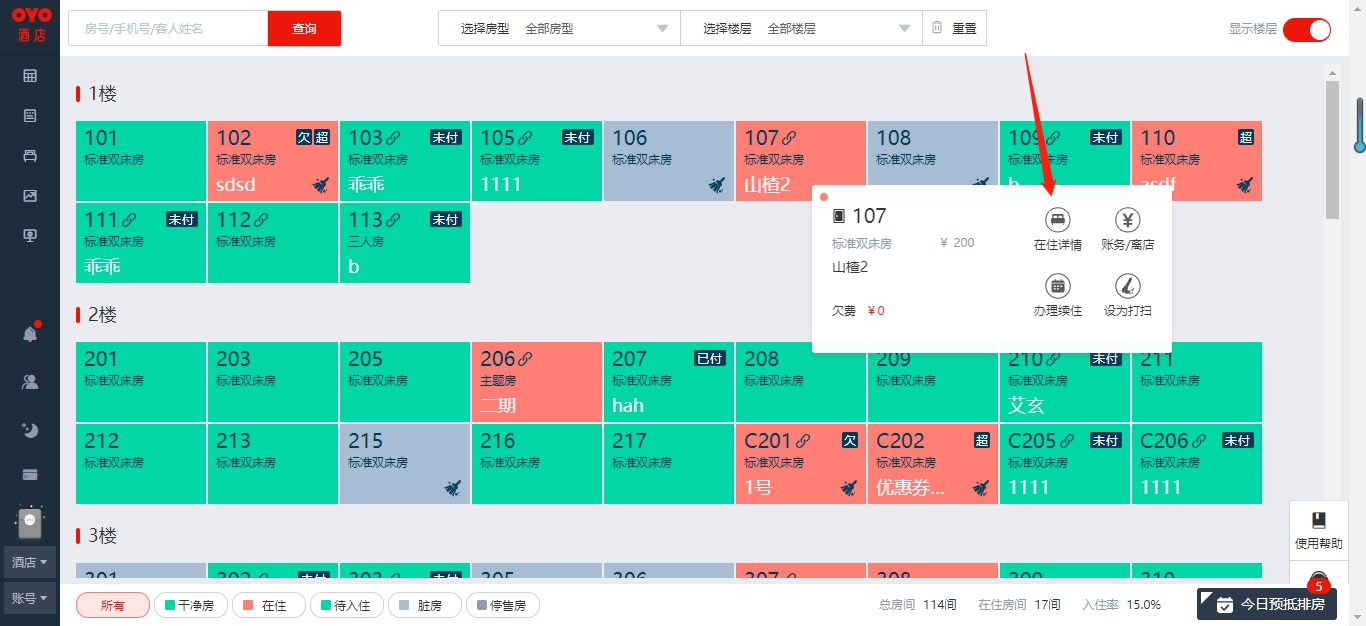 OYO
酒店
房号/手机号/客人姓名
查询
选择房型 全部房型
选择楼层 全部楼层
重置
显示楼层
1楼
101
标准双床房
102 欠 超
标准双床房
sdsd
103 未付
标准双床房
乖乖
105 未付
标准双床房
1111
106
标准双床房
107
标准双床房
山楂2
108
标准双床房
109 未付
标准双床房
b
110 超
标准双床房
asdf
111 未付
标准双床房
乖乖
112
标准双床房
113 未付
三人房
b
107
标准双床房 ¥ 200
山楂2
欠费 ¥0
在住详情
账务/离店
办理续住
设为打扫
2楼
201
标准双床房
203
标准双床房
205
标准双床房
206
主题房
二期
207 已付
标准双床房
hah
208
标准双床房
209
标准双床房
210 未付
标准双床房
艾玄
211
标准双床房
212
标准双床房
213
标准双床房
215
标准双床房
216
标准双床房
217
标准双床房
C201 欠
标准双床房
1号
C202 超
标准双床房
优惠券...
C205 未付
标准双床房
1111
C206 未付
标准双床房
1111
3楼
301
302 未付
303 未付
305
306
307
308
309
310
酒店
账号
所有
干净房
在住
待入住
脏房
停售房
总房间 114间
在住房间 17间
入住率 15.0%
使用帮助
5
今日预抵排房